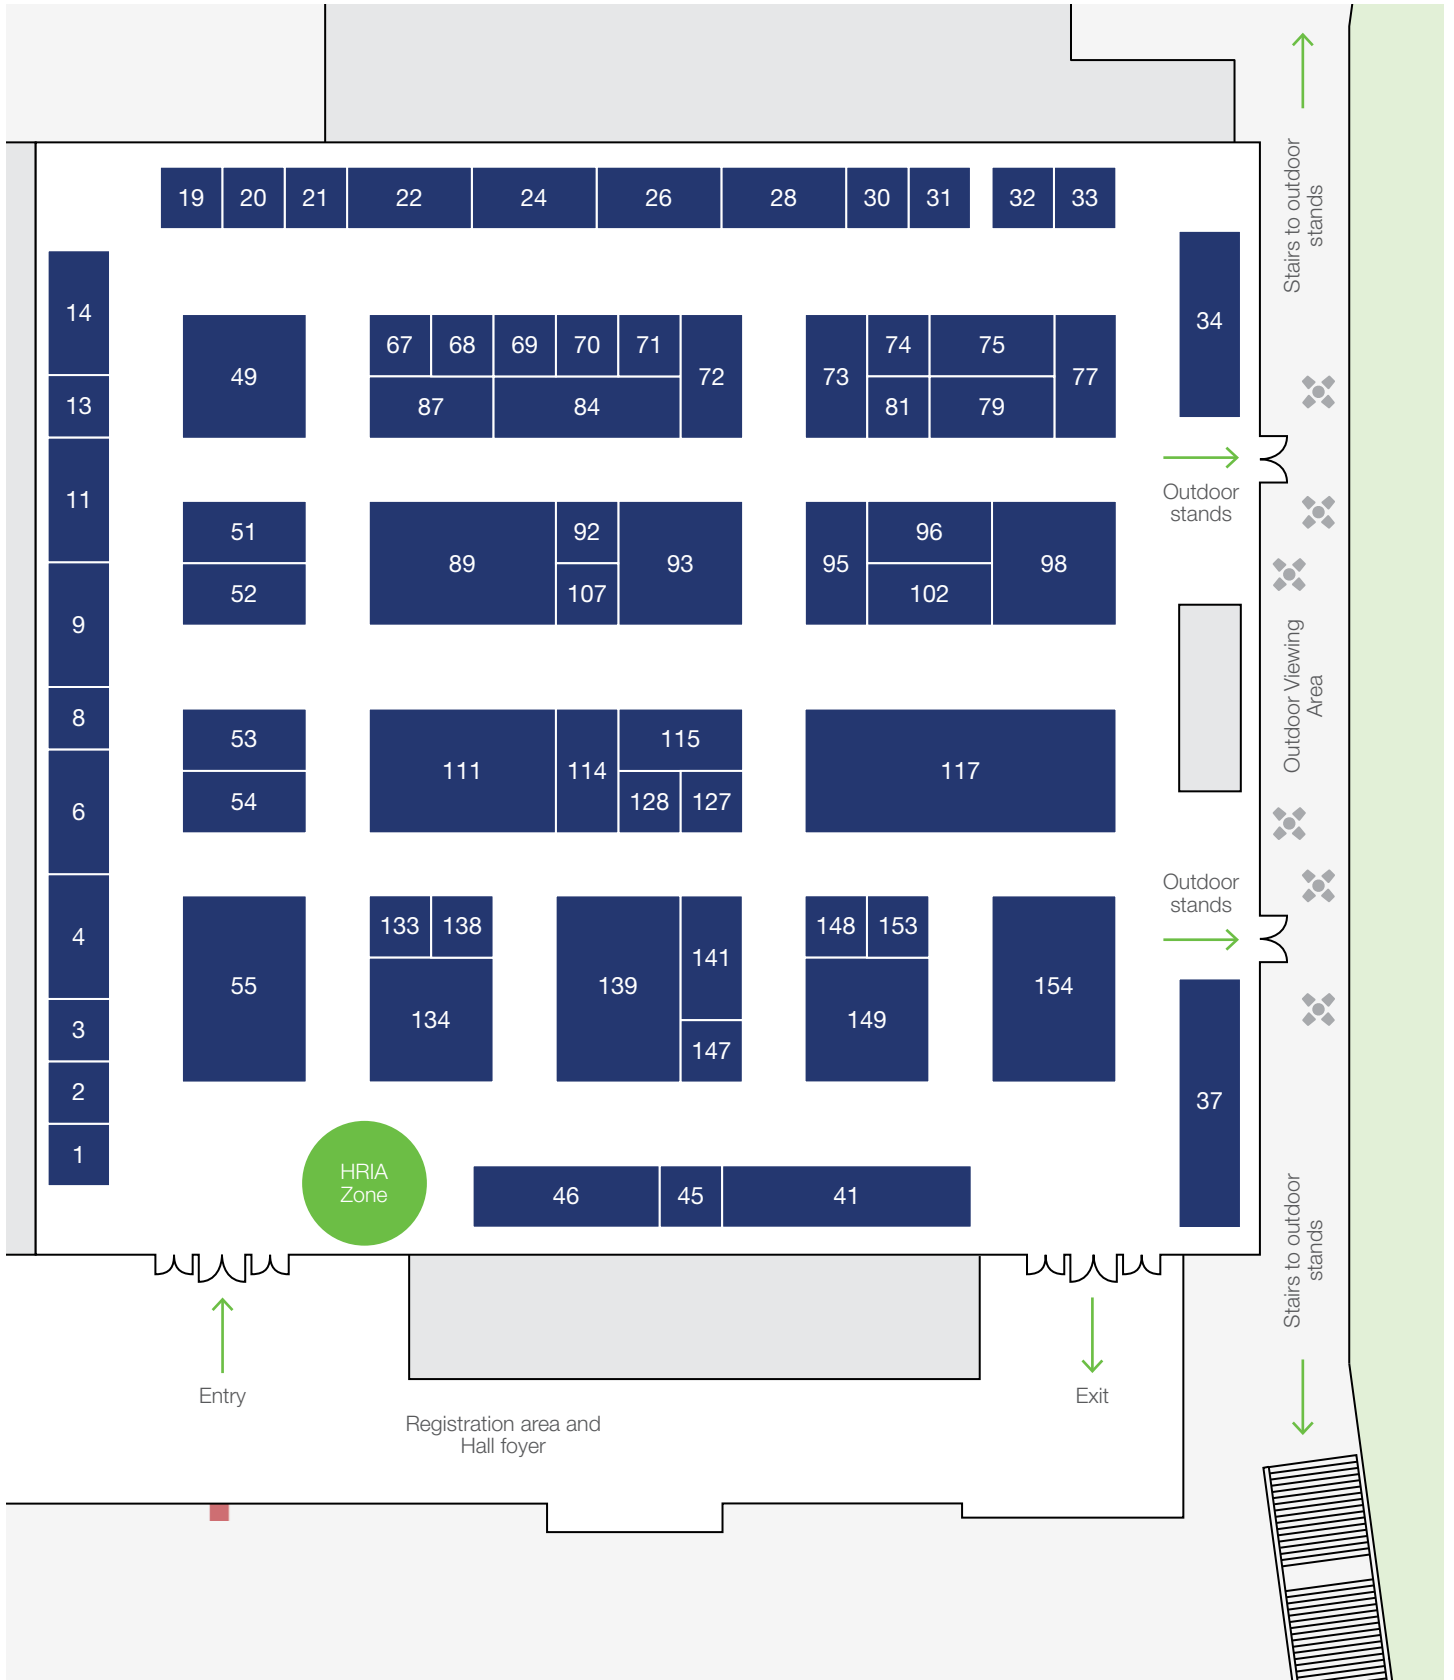 19 20 21 22 24 26 28 30 31 32 33
Stairs to outdoor
stands
14
34
67 68 69 70 71
74 75
49
72
73
77
13
87 84
81 79
Outdoor
stands
11
51
92
96
89
93
95
98
52
107
102
9
Outdoor Viewing
Area
8
53
115
111
114
117
54
128 127
6
Outdoor
stands
4
133 138
148 153
141
55
139
154
134
149
3
147
2
37
1
HRIA
Zone
46 45 41
Stairs to outdoor
stands
Entry
Exit
Registration area and
Hall foyer